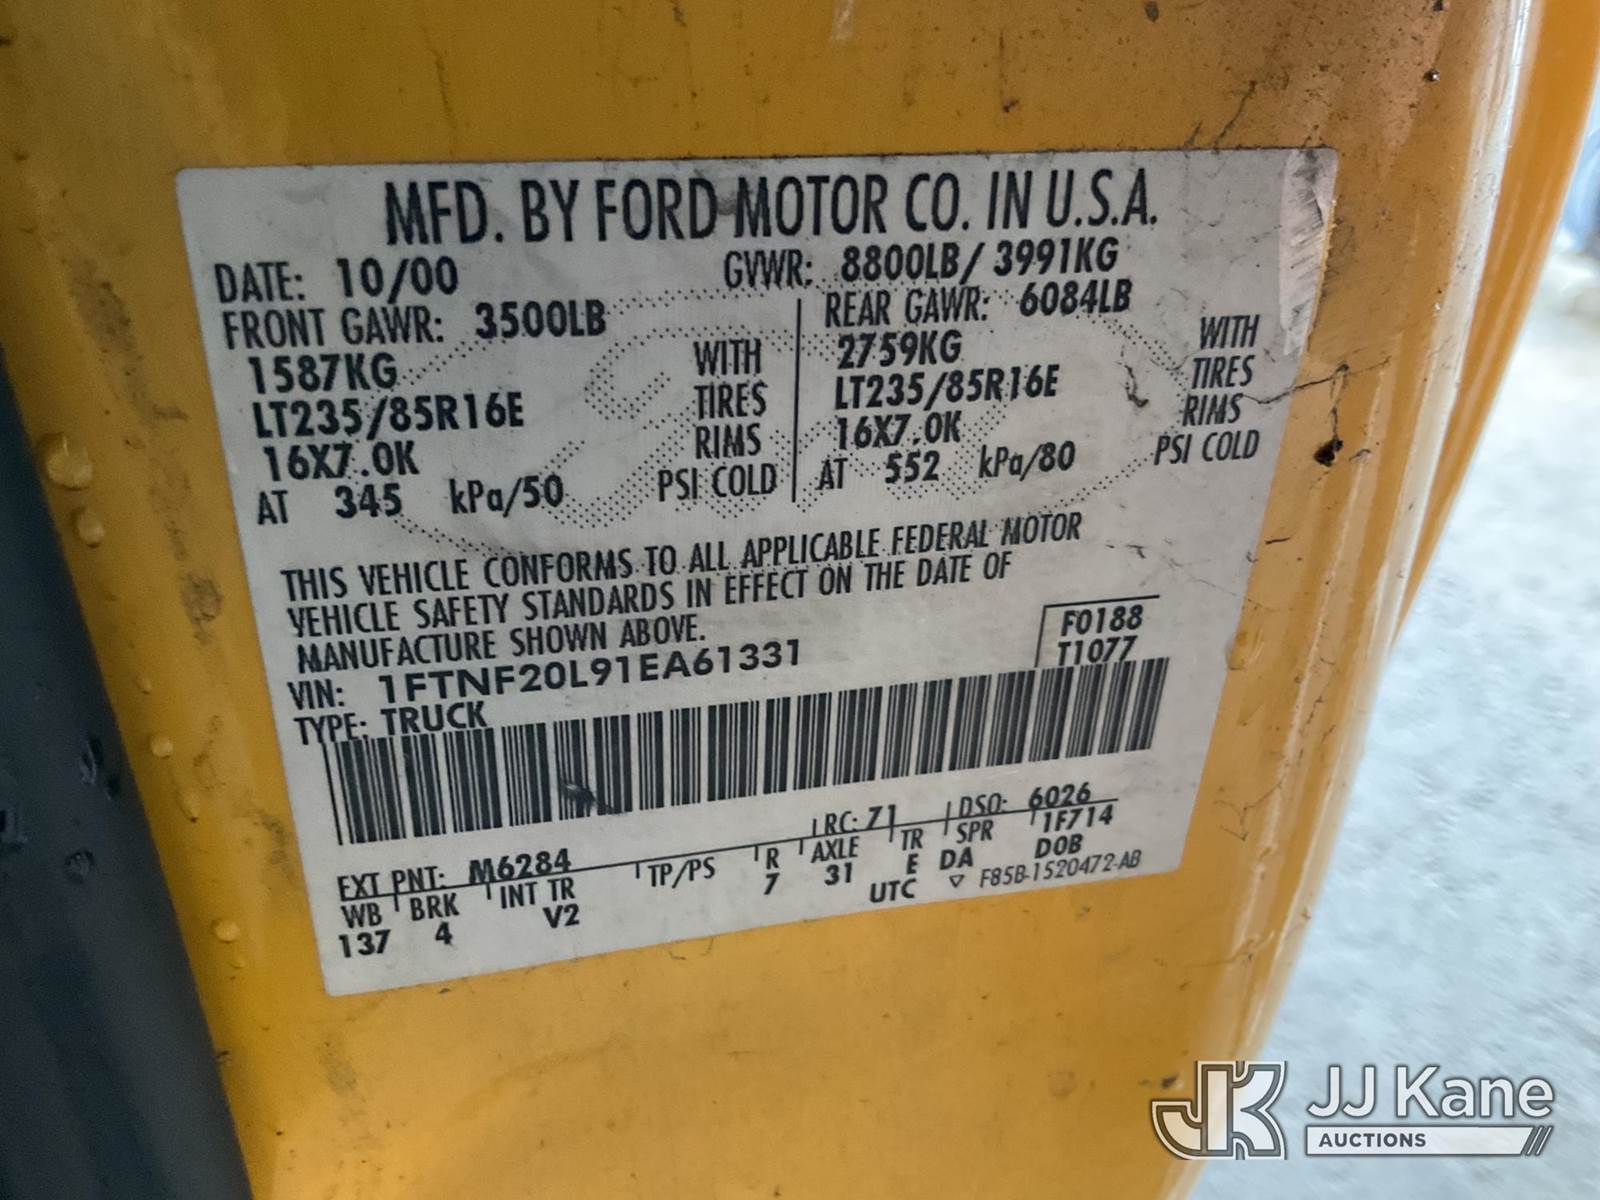 MFD. BY FORD MOTOR CO. IN U.S.A.
DATE: 10/00 GVWR: 8800LB/ 3991KG
FRONT GAWR: 3500LB REAR GAWR: 6084LB
1587KG WITH 2759KG WITH
LT235/85R16E TIRES LT235/85R16E TIRES
16X7.0K RIMS 16X7.0K RIMS
AT 345 kPa/50 PSI COLD AT 552 kPa/80 PSI COLD
THIS VEHICLE CONFORMS TO ALL APPLICABLE FEDERAL MOTOR
VEHICLE SAFETY STANDARDS IN EFFECT ON THE DATE OF
MANUFACTURE SHOWN ABOVE.
F0188
VIN: 1FTNF20L91EA61331 T1077
TYPE: TRUCK
EXT PNT: M6284 RC: 71 DSO: 6026
WB BRK INT TR TP/PS R AXLE TR SPR 1F714
137 4 V2 7 31 E DA D0B
UTC ▽ F85B-1520472-AB
JK JJ Kane
AUCTIONS